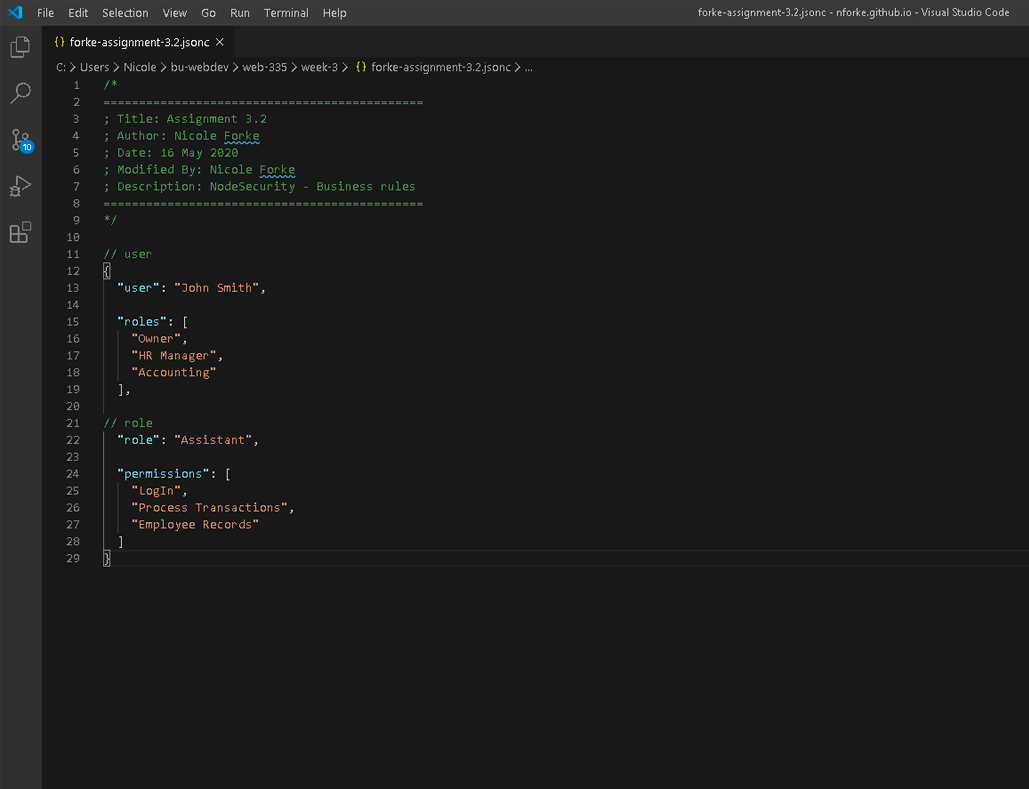 File Edit Selection View Go Run Terminal Help forke-assignment-3.2.jsonc - nforke.github.io - Visual Studio Code
{} forke-assignment-3.2.jsonc ×
C: > Users > Nicole > bu-webdev > web-335 > week-3 > {} forke-assignment-3.2.jsonc > ...
1 /*
2 =============================================
3 ; Title: Assignment 3.2
4 ; Author: Nicole Forke
10
5 ; Date: 16 May 2020
6 ; Modified By: Nicole Forke
7 ; Description: NodeSecurity - Business rules
8 =============================================
9 */
10
11 // user
12 {
13 "user": "John Smith",
14
15 "roles": [
16 "Owner",
17 "HR Manager",
18 "Accounting"
19 ],
20
21 // role
22 "role": "Assistant",
23
24 "permissions": [
25 "LogIn",
26 "Process Transactions",
27 "Employee Records"
28 ]
29 }